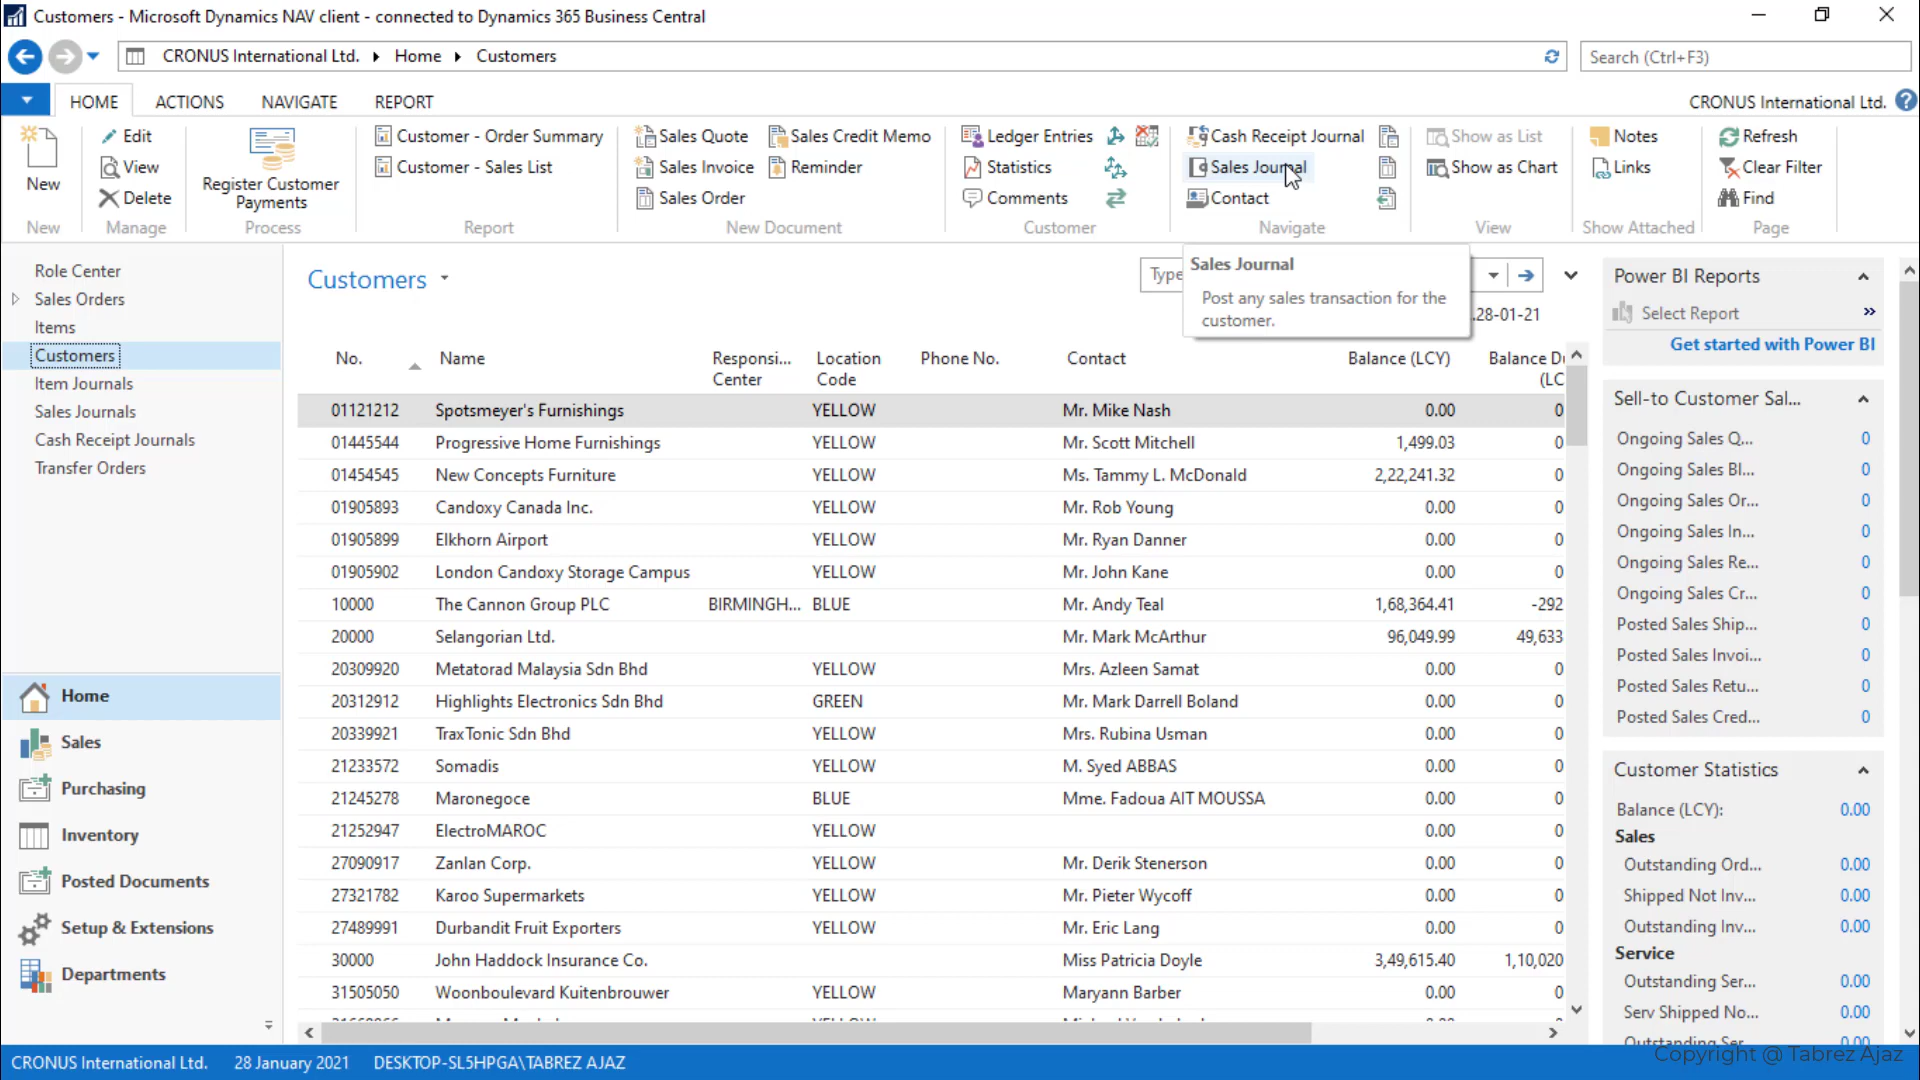 Customers - Microsoft Dynamics NAV client - connected to Dynamics 365 Business Central
CRONUS International Ltd. Home Customers
Search (Ctrl+F3)
HOME ACTIONS NAVIGATE REPORT
CRONUS International Ltd.
New
New
Edit
View
Delete
Manage
Register Customer
Payments
Process
Customer - Order Summary
Customer - Sales List
Report
Sales Quote
Sales Invoice
Sales Order
Sales Credit Memo
Reminder
New Document
Ledger Entries
Statistics
Comments
Customer
Cash Receipt Journal
Sales Journal
Contact
Navigate
Show as List
Show as Chart
View
Notes
Links
Show Attached
Refresh
Clear Filter
Find
Page
Role Center
Sales Orders
Items
Customers
Item Journals
Sales Journals
Cash Receipt Journals
Transfer Orders
Home
Sales
Purchasing
Inventory
Posted Documents
Setup & Extensions
Departments
Customers
Type
Sales Journal
Post any sales transaction for the
customer.
.28-01-21
No. Name Responsi... Center Location Code Phone No. Contact Balance (LCY) Balance Du (LC
01121212 Spotsmeyer's Furnishings YELLOW Mr. Mike Nash 0.00 0
01445544 Progressive Home Furnishings YELLOW Mr. Scott Mitchell 1,499.03 0
01454545 New Concepts Furniture YELLOW Ms. Tammy L. McDonald 2,22,241.32 0
01905893 Candoxy Canada Inc. YELLOW Mr. Rob Young 0.00 0
01905899 Elkhorn Airport YELLOW Mr. Ryan Danner 0.00 0
01905902 London Candoxy Storage Campus YELLOW Mr. John Kane 0.00 0
10000 The Cannon Group PLC BIRMINGH... BLUE Mr. Andy Teal 1,68,364.41 -292
20000 Selangorian Ltd. Mr. Mark McArthur 96,049.99 49,633
20309920 Metatorad Malaysia Sdn Bhd YELLOW Mrs. Azleen Samat 0.00 0
20312912 Highlights Electronics Sdn Bhd GREEN Mr. Mark Darrell Boland 0.00 0
20339921 TraxTonic Sdn Bhd YELLOW Mrs. Rubina Usman 0.00 0
21233572 Somadis YELLOW M. Syed ABBAS 0.00 0
21245278 Maronegoce BLUE Mme. Fadoua AIT MOUSSA 0.00 0
21252947 ElectroMAROC YELLOW 0.00 0
27090917 Zanlan Corp. YELLOW Mr. Derik Stenerson 0.00 0
27321782 Karoo Supermarkets YELLOW Mr. Pieter Wycoff 0.00 0
27489991 Durbandit Fruit Exporters YELLOW Mr. Eric Lang 0.00 0
30000 John Haddock Insurance Co. Miss Patricia Doyle 3,49,615.40 1,10,020
31505050 Woonboulevard Kuitenbrouwer YELLOW Maryann Barber 0.00 0
Power BI Reports
Select Report
Get started with Power BI
Sell-to Customer Sal...
Ongoing Sales Q... 0
Ongoing Sales Bl... 0
Ongoing Sales Or... 0
Ongoing Sales In... 0
Ongoing Sales Re... 0
Ongoing Sales Cr... 0
Posted Sales Ship... 0
Posted Sales Invoi... 0
Posted Sales Retu... 0
Posted Sales Cred... 0
Customer Statistics
Balance (LCY): 0.00
Sales
Outstanding Ord... 0.00
Shipped Not Inv... 0.00
Outstanding Inv... 0.00
Service
Outstanding Ser... 0.00
Serv Shipped No... 0.00
Outstanding Ser... 0.00
Copyright @ Tabrez Ajaz
CRONUS International Ltd. 28 January 2021 DESKTOP-SL5HPGA\TABREZ AJAZ